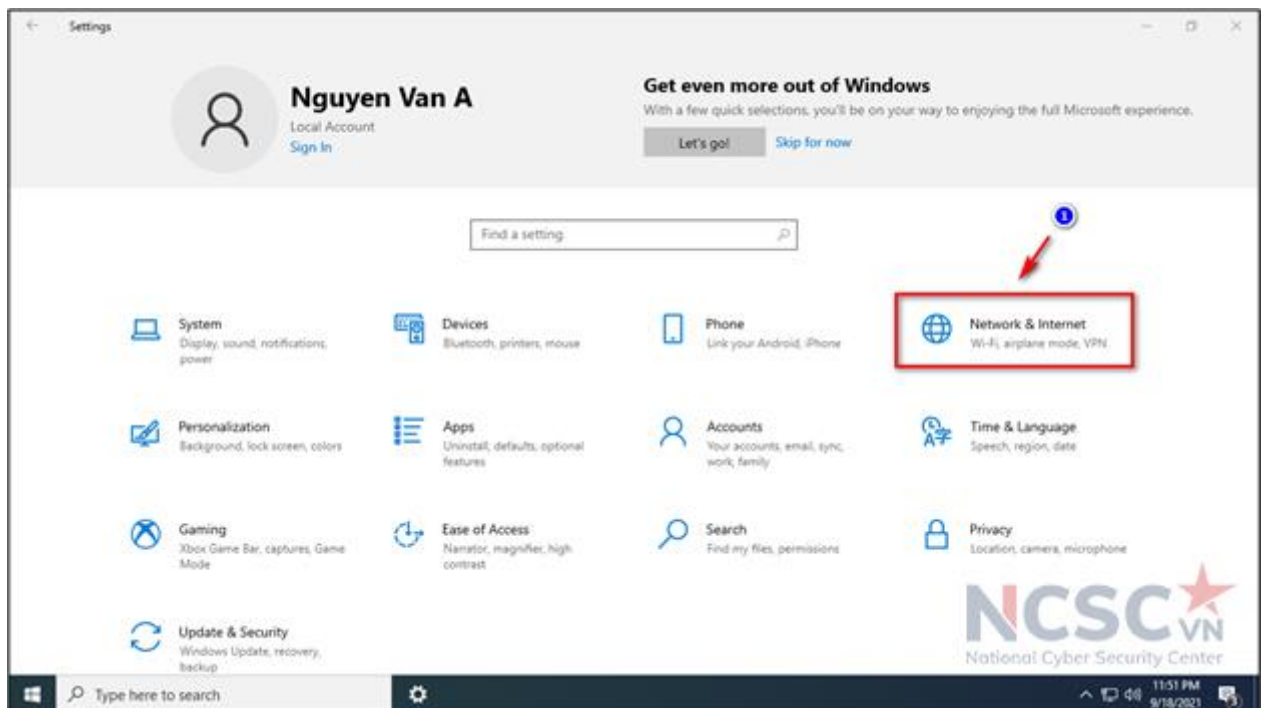 Settings
Nguyen Van A
Local Account
Sign In
Get even more out of Windows
With a few quick selections, you'll be on your way to enjoying the full Microsoft experience.
Let's go!
Skip for now
Find a setting
1
System
Display, sound, notifications,
power
Devices
Bluetooth, printers, mouse
Phone
Link your Android, iPhone
Network & Internet
Wi-Fi, airplane mode, VPN
Personalization
Background, lock screen, colors
Apps
Uninstall, defaults, optional
features
Accounts
Your accounts, email, sync,
work, family
Time & Language
Speech, region, date
Gaming
Xbox Game Bar, captures, Game
Mode
Ease of Access
Narrator, magnifier, high
contrast
Search
Find my files, permissions
Privacy
Location, camera, microphone
Update & Security
Windows Update, recovery,
backup
NCSC VN
National Cyber Security Center
Type here to search
11:51 PM
9/18/2021
3